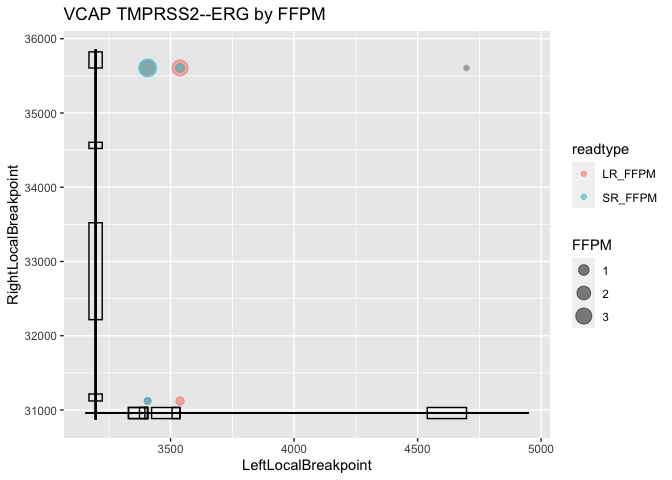 VCAP TMPRSS2--ERG by FFPM
36000
35000
34000
33000
32000
31000
RightLocalBreakpoint
3500
4000
4500
5000
LeftLocalBreakpoint
readtype
LR_FFPM
SR_FFPM
FFPM
1
2
3